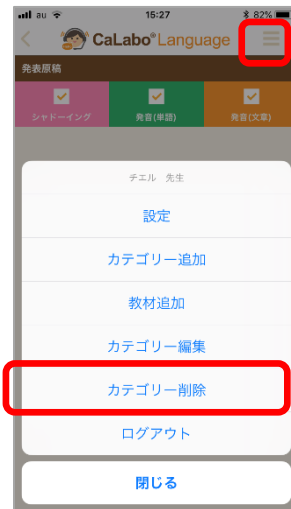 au 15:27 82%
CaLabo®Language
発表原稿
シャドーイング 発音(単語) 発音(文章)
チエル 先生
設定
カテゴリー追加
教材追加
カテゴリー編集
カテゴリー削除
ログアウト
閉じる